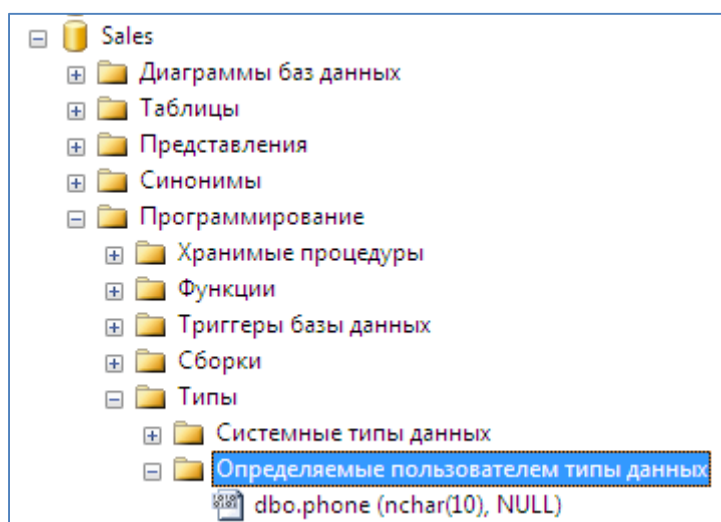 Sales
Диаграммы баз данных
Таблицы
Представления
Синонимы
Программирование
Хранимые процедуры
Функции
Триггеры базы данных
Сборки
Типы
Системные типы данных
Определяемые пользователем типы данных
dbo.phone (nchar(10), NULL)